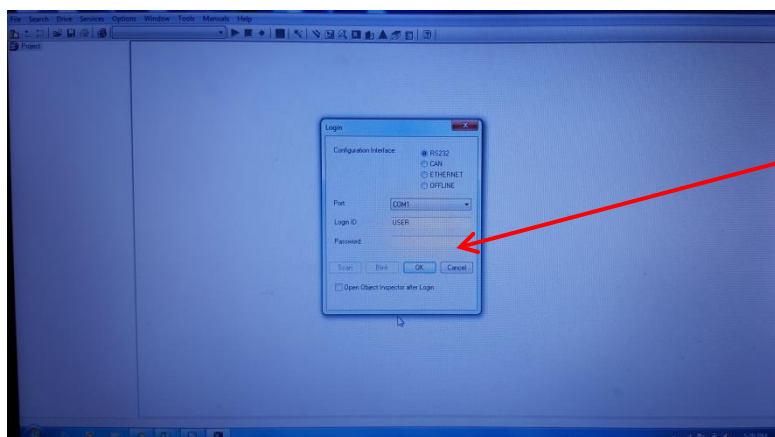 File Search Drive Services Options Window Tools Manuals Help
Project
Login
Configuration Interface:
RS232
CAN
ETHERNET
OFFLINE
Port
COM1
Login ID:
USER
Password:
Scan Blink OK Cancel
Open Object Inspector after Login